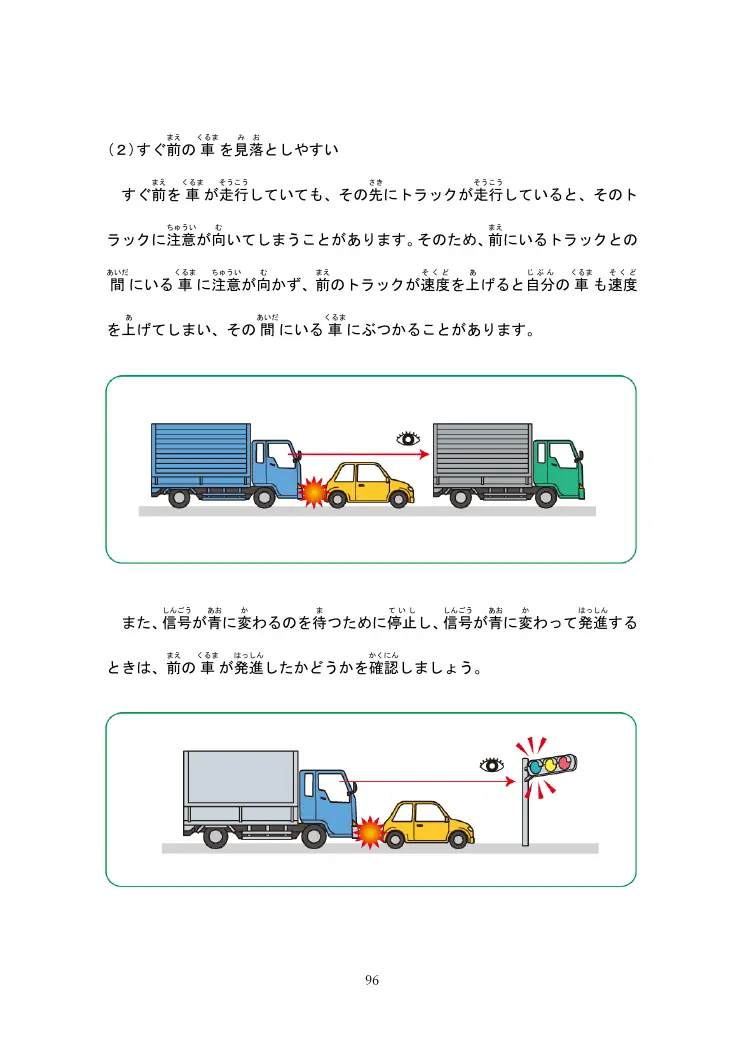 （２）すぐ前の車を見落としやすい
すぐ前を車が走行していても、その先にトラックが走行していると、そのト
ラックに注意が向いてしまうことがあります。そのため、前にいるトラックとの
間にいる車に注意が向かず、前のトラックが速度を上げると自分の車も速度
を上げてしまい、その間にいる車にぶつかることがあります。
また、信号が青に変わるのを待つために停止し、信号が青に変わって発進する
ときは、前の車が発進したかどうかを確認しましょう。
96